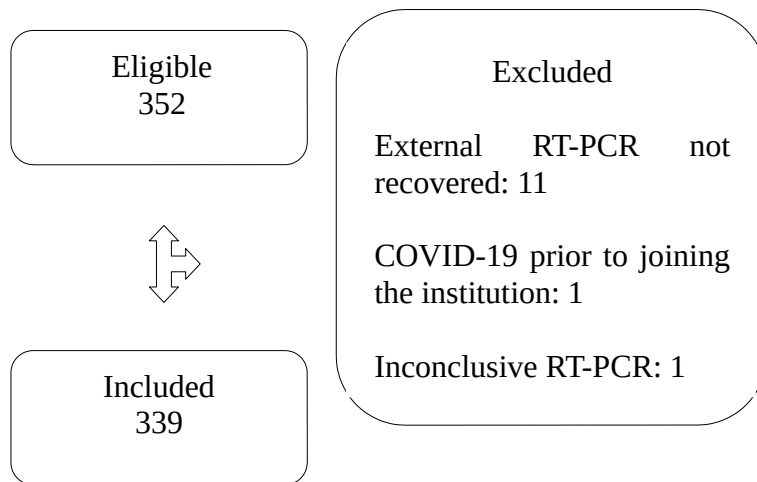 Eligible
352
Excluded
External RT-PCR not
recovered: 11
COVID-19 prior to joining
the institution: 1
Inconclusive RT-PCR: 1
Included
339